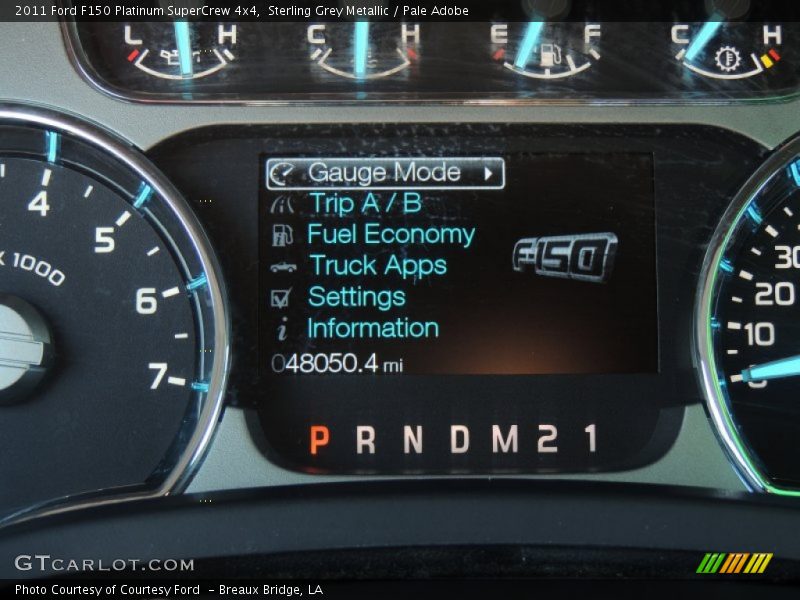 2011 Ford F150 Platinum SuperCrew 4x4, Sterling Grey Metallic / Pale Adobe
L H C H E F C H
4
5
6
7
x 1000
Gauge Mode
Trip A / B
Fuel Economy
Truck Apps
Settings
Information
048050.4 mi
F-150
30
20
10
0
P R N D M 2 1
GTCARLOT.COM
Photo Courtesy of Courtesy Ford - Breaux Bridge, LA